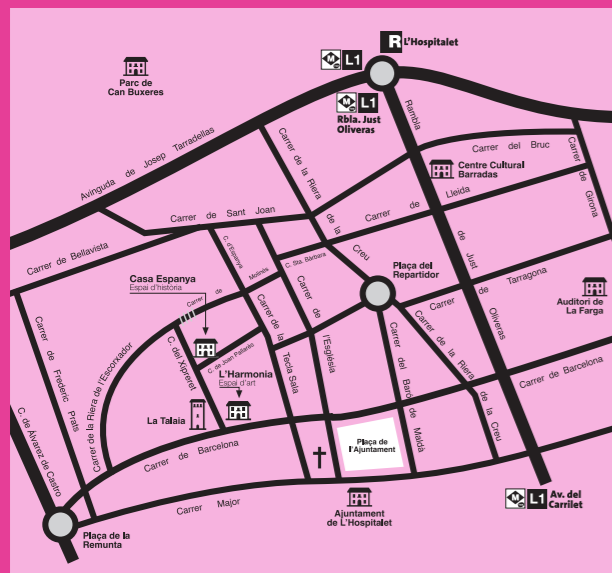 R L'Hospitalet
M L1
M L1
Rbla. Just
Oliveras
Parc de
Can Buxeres
Avinguda de Josep Tarradellas
Carrer de la Riera de la Creu
Rambla de Just Oliveras
Carrer del Bruc
Carrer de Girona
Centre Cultural
Barradas
Carrer de Lleida
Carrer de Sant Joan
Carrer de Bellavista
C. d'Espanya
Carrer de Molinés
C. Sta. Bàrbara
Plaça del
Repartidor
Carrer de Tarragona
Auditori de
La Farga
Casa Espanya
Espai d'història
Carrer de Frederic Prats
Carrer de la Riera de l'Escorxador
C. del Xipreret
C. de Joan Pallarès
Carrer de la Tecla Sala
Carrer de l'Església
Carrer del Baró de Maldà
Carrer de la Riera de la Creu
Carrer de Barcelona
L'Harmonia
Espai d'art
La Talaia
C. de Álvarez de Castro
Carrer de Barcelona
Plaça de
l'Ajuntament
Carrer Major
Ajuntament
de L'Hospitalet
M L1 Av. del
Carrilet
Plaça de la
Remunta